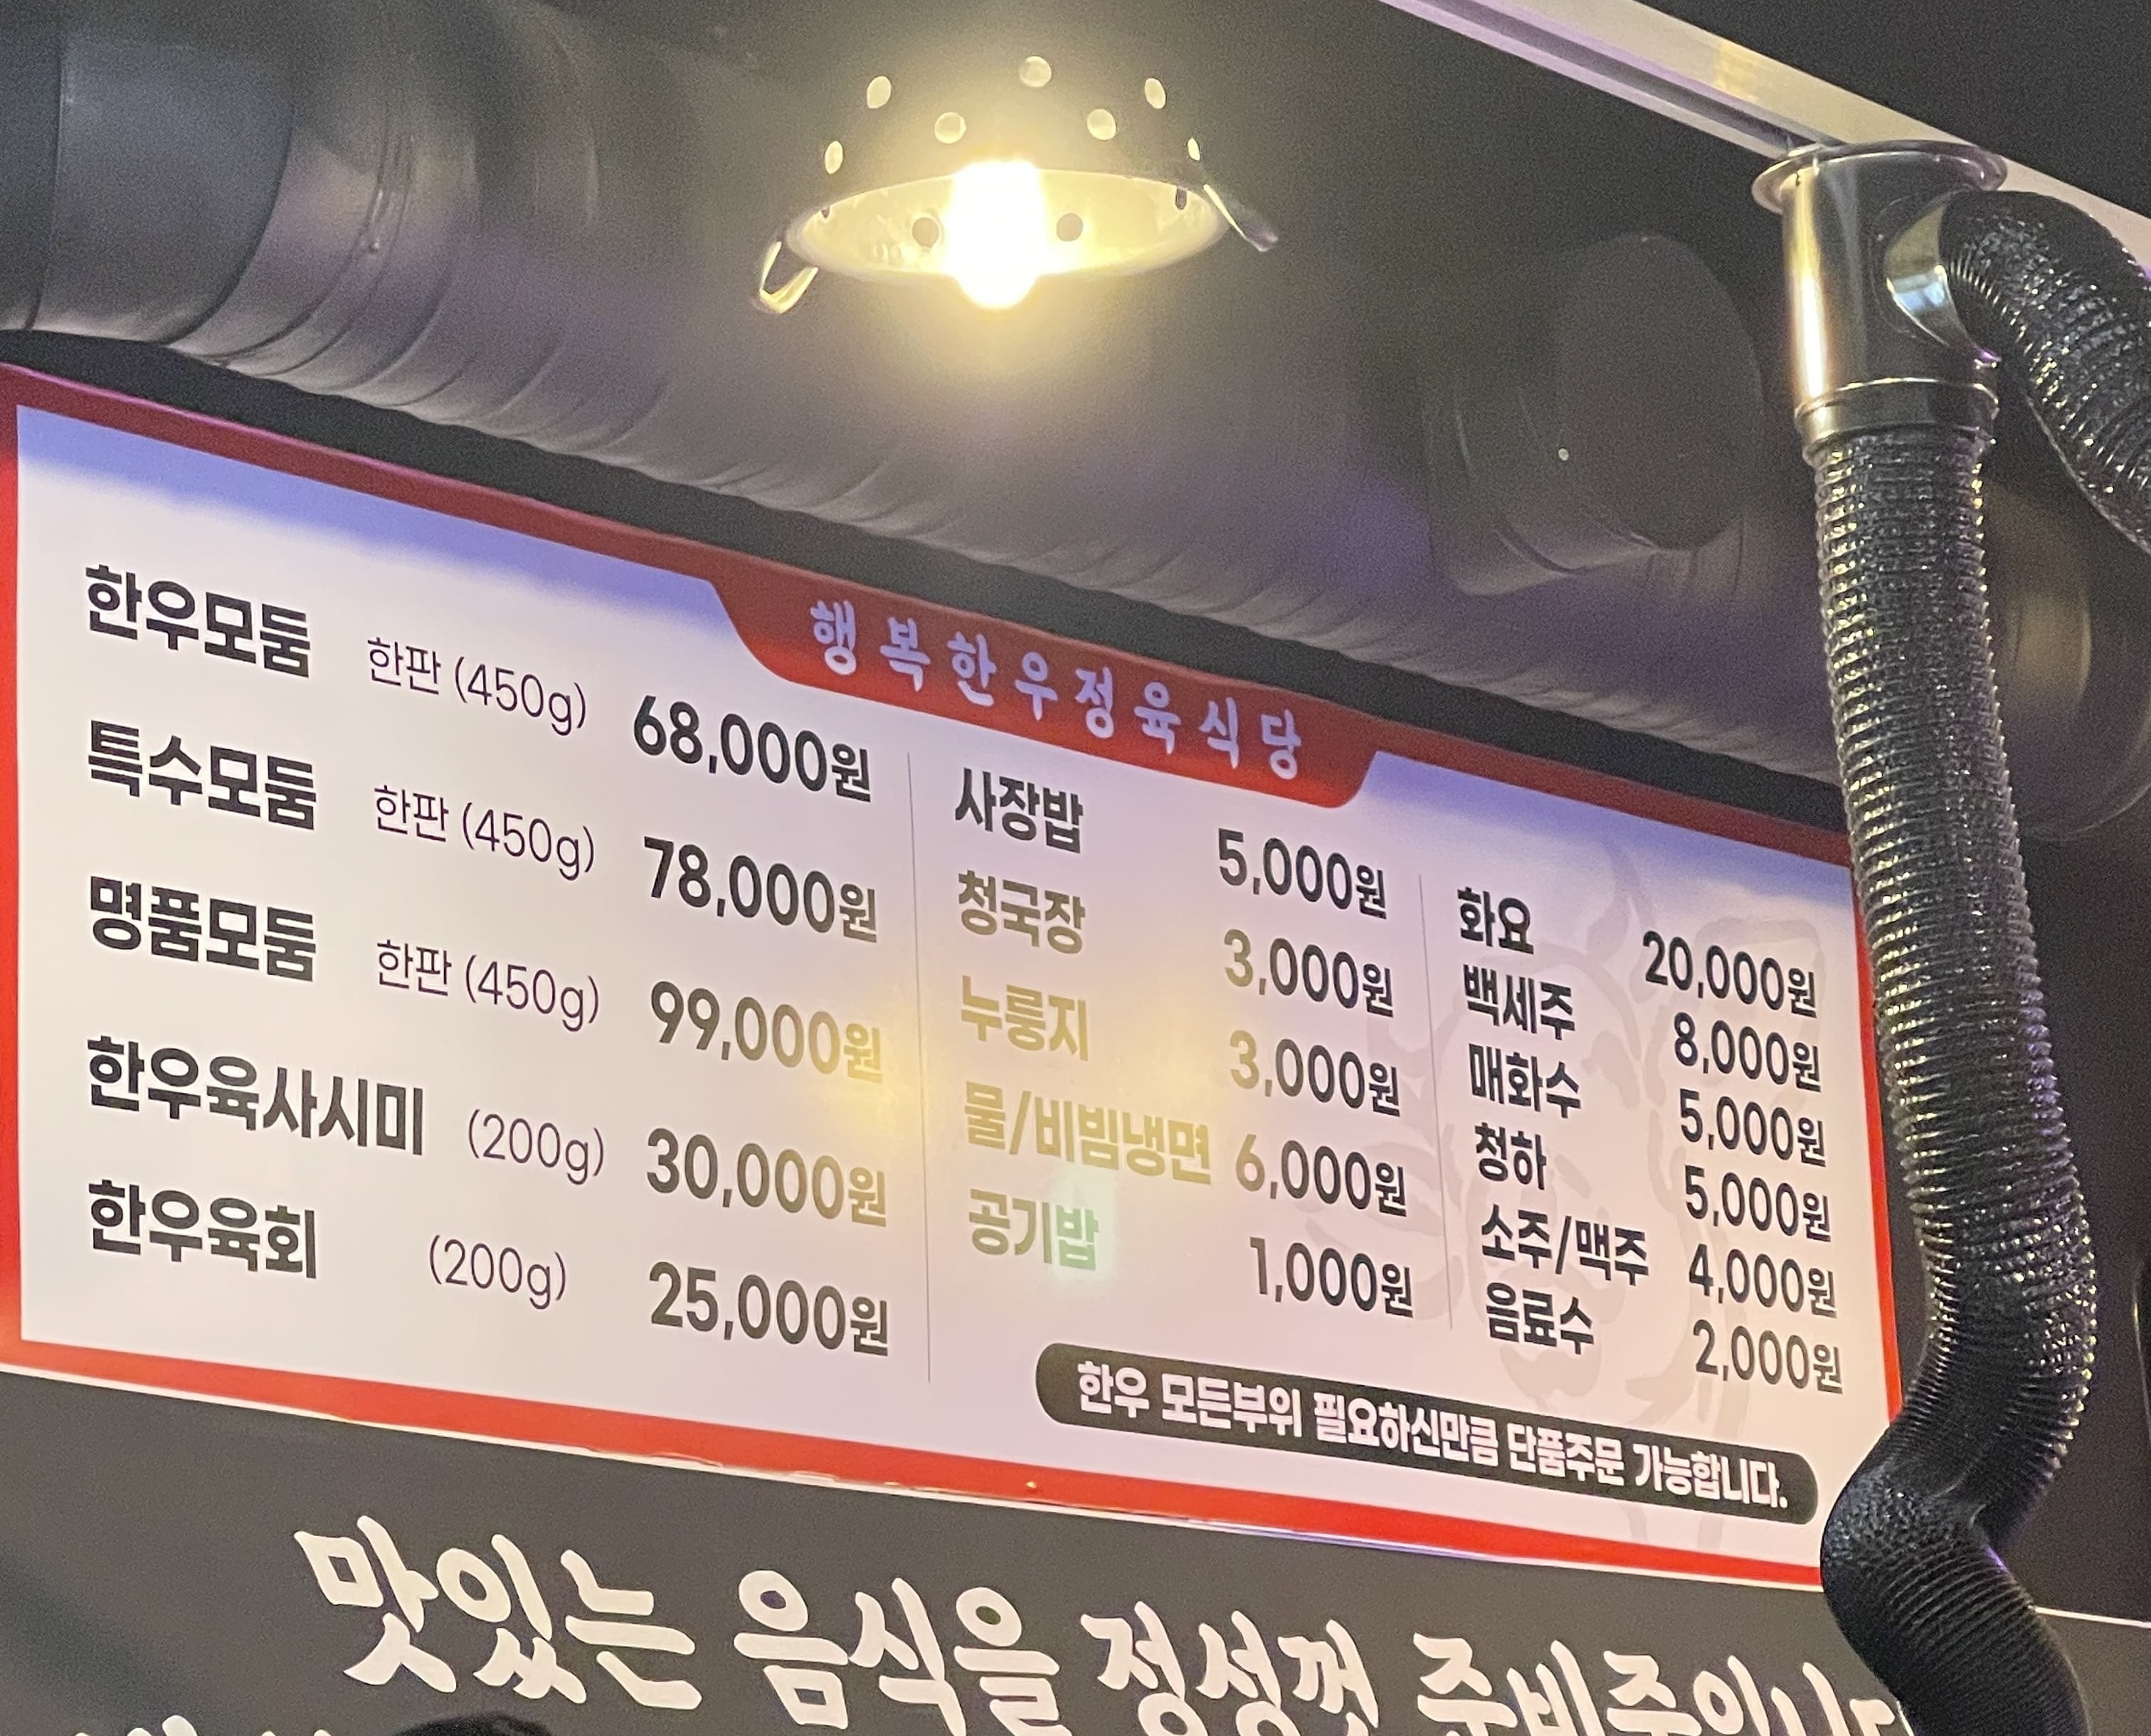 행복한우정육식당
한우모둠 한판 (450g) 68,000원
특수모둠 한판 (450g) 78,000원
명품모둠 한판 (450g) 99,000원
한우육사시미 (200g) 30,000원
한우육회 (200g) 25,000원
사장밥 5,000원
청국장 3,000원
누룽지 3,000원
물/비빔냉면 6,000원
공기밥 1,000원
화요 20,000원
백세주 8,000원
매화수 5,000원
청하 5,000원
소주/맥주 4,000원
음료수 2,000원
한우 모든부위 필요하신만큼 단품주문 가능합니다.
맛있는 음식을 정성껏